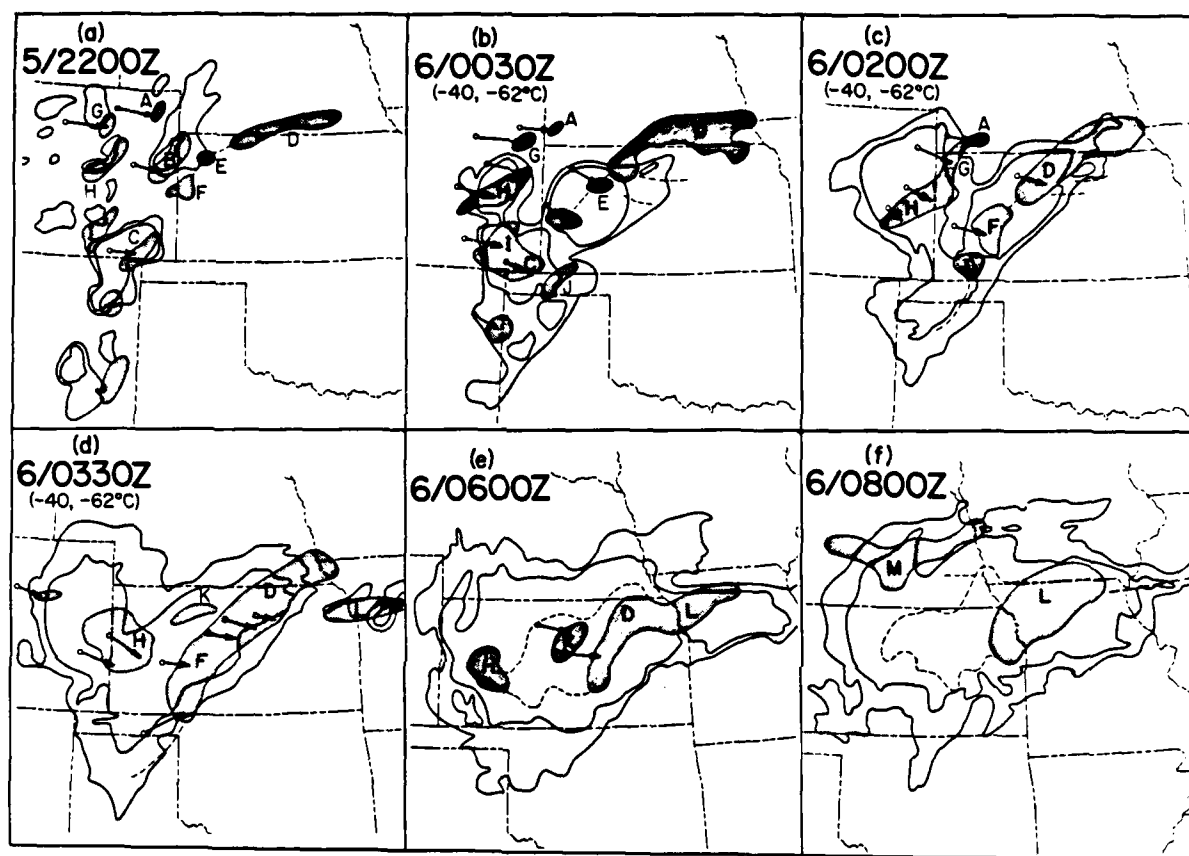 (a)
5/2200Z
G
A
B
E
D
H
F
C
(b)
6/0030Z
(-40, -62°C)
A
G
D
H
E
F
I
C
J
(c)
6/0200Z
(-40, -62°C)
A
G
D
H
F
(d)
6/0330Z
(-40, -62°C)
K
D
L
H
F
(e)
6/0600Z
D
L
K
H
(f)
6/0800Z
M
L